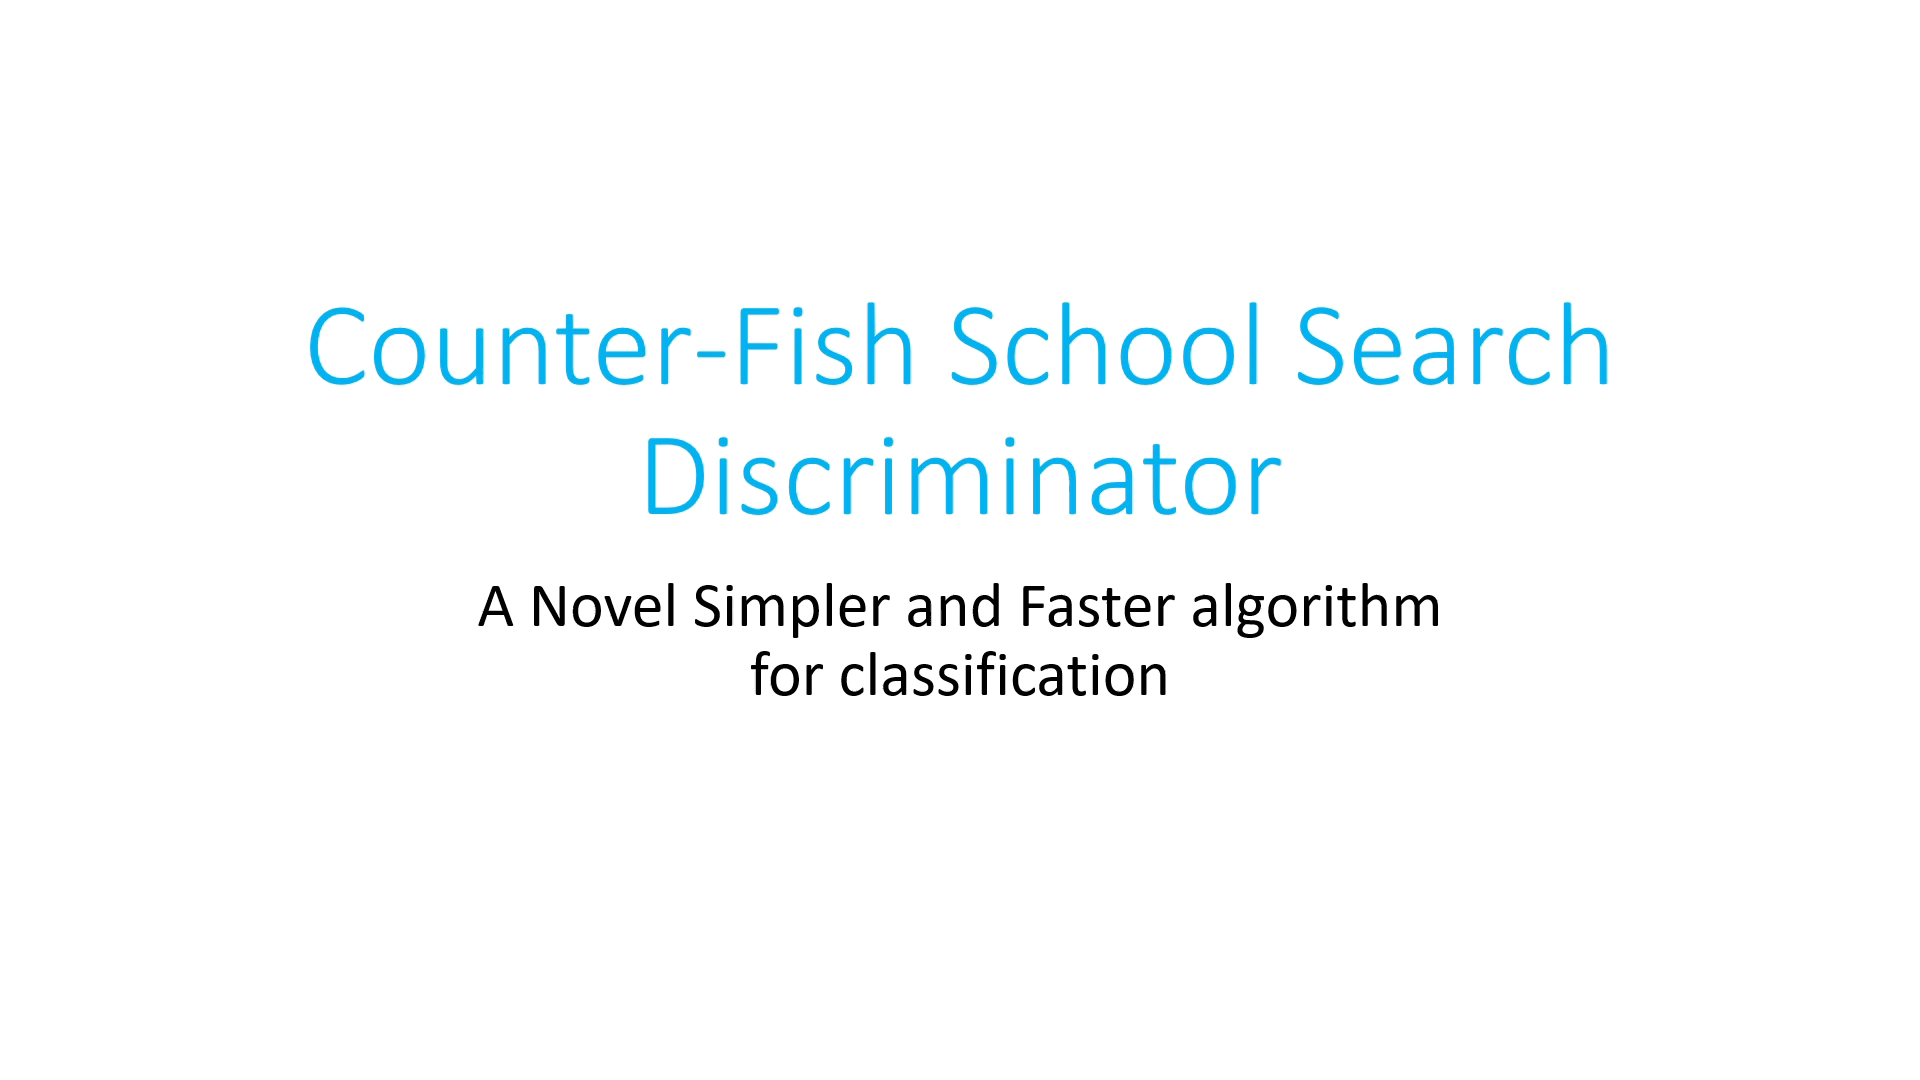 Counter-Fish School Search
Discriminator
A Novel Simpler and Faster algorithm
for classification